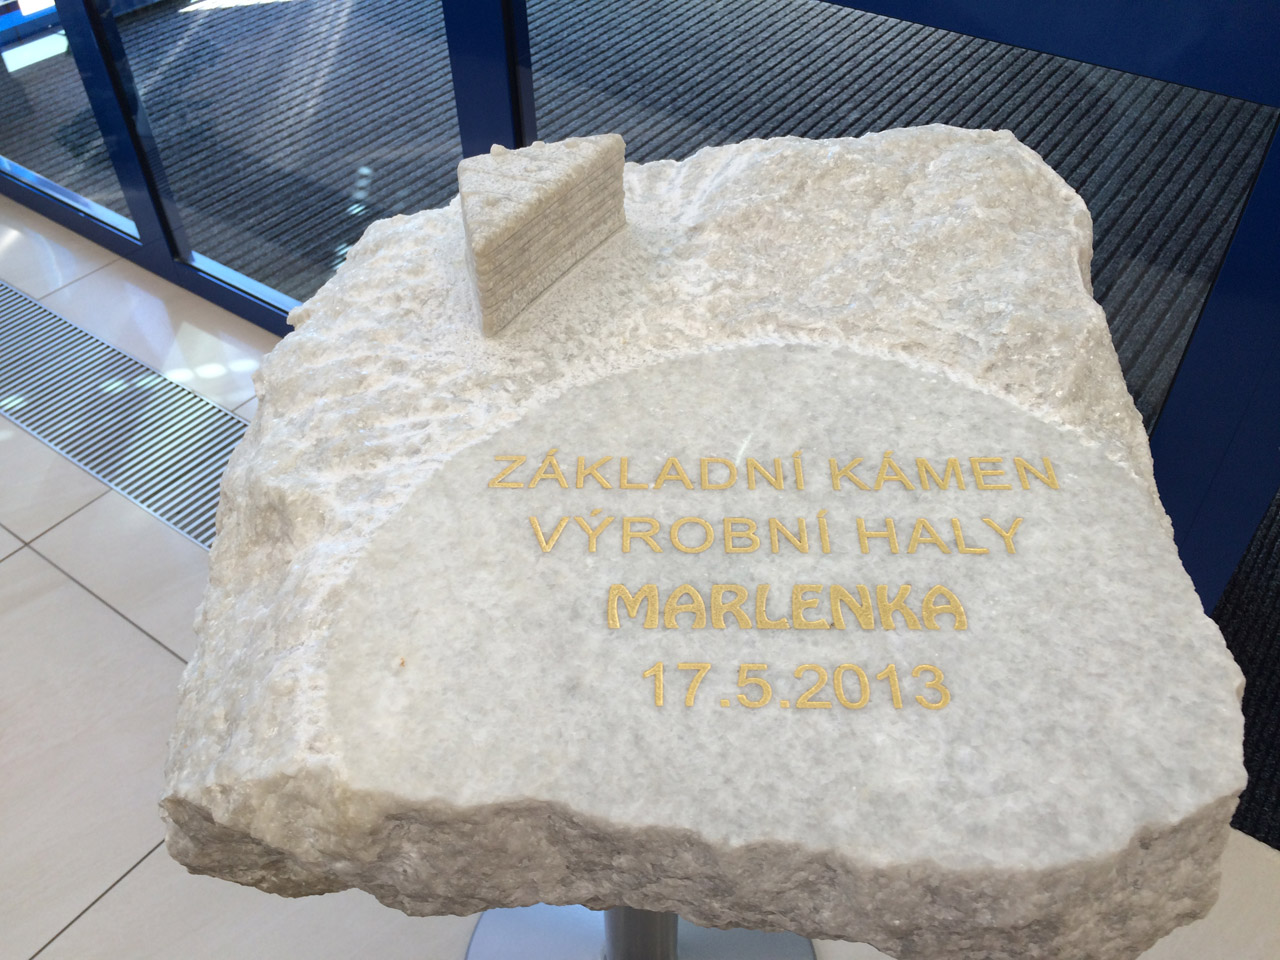 ZÁKLADNÍ KÁMEN
VÝROBNÍ HALY
MARLENKA
17.5.2013